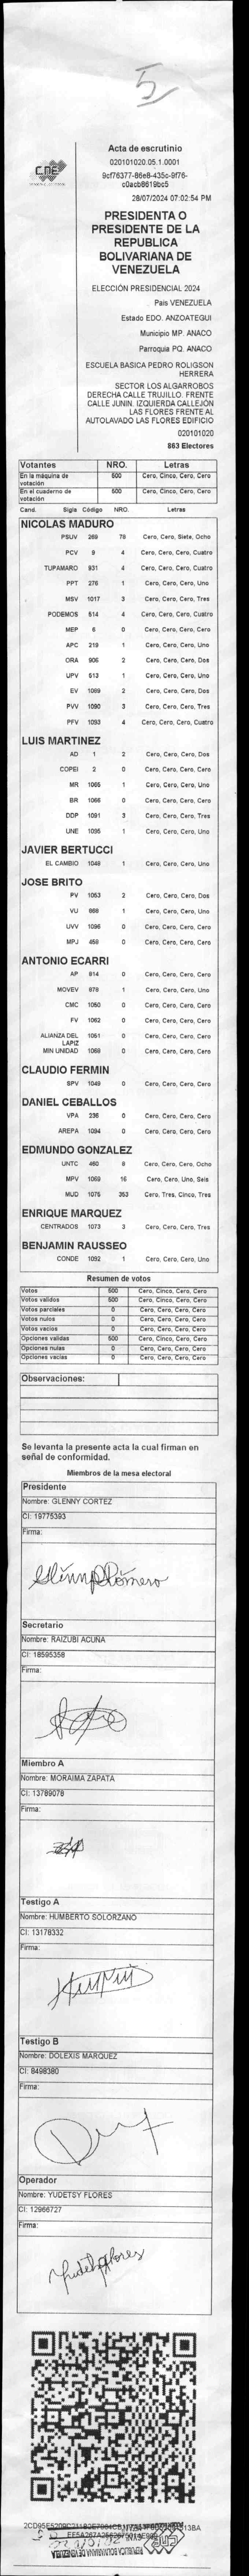 5
CNE
Acta de escrutinio
020101020.05.1.0001
9cf76377-86e8-435c-9f76-
c0acb8619bc5
28/07/2024 07:02:54 PM
PRESIDENTA O
PRESIDENTE DE LA
REPUBLICA
BOLIVARIANA DE
VENEZUELA
ELECCIÓN PRESIDENCIAL 2024
Pais VENEZUELA
Estado EDO. ANZOATEGUI
Municipio MP. ANACO
Parroquia PQ. ANACO
ESCUELA BASICA PEDRO ROLIGSON
HERRERA
SECTOR LOS ALGARROBOS
DERECHA CALLE TRUJILLO. FRENTE
CALLE JUNIN. IZQUIERDA CALLEJÓN
LAS FLORES FRENTE AL
AUTOLAVADO LAS FLORES EDIFICIO
020101020
863 Electores
Votantes NRO. Letras
En la máquina de votación 500 Cero, Cinco, Cero, Cero
En el cuaderno de votación 500 Cero, Cinco, Cero, Cero
Cand. Sigla Código NRO. Letras
NICOLAS MADURO
PSUV 269 78 Cero, Cero, Siete, Ocho
PCV 9 4 Cero, Cero, Cero, Cuatro
TUPAMARO 931 4 Cero, Cero, Cero, Cuatro
PPT 276 1 Cero, Cero, Cero, Uno
MSV 1017 3 Cero, Cero, Cero, Tres
PODEMOS 514 4 Cero, Cero, Cero, Cuatro
MEP 6 0 Cero, Cero, Cero, Cero
APC 219 1 Cero, Cero, Cero, Uno
ORA 906 2 Cero, Cero, Cero, Dos
UPV 513 1 Cero, Cero, Cero, Uno
EV 1089 2 Cero, Cero, Cero, Dos
PVV 1090 3 Cero, Cero, Cero, Tres
PFV 1093 4 Cero, Cero, Cero, Cuatro
LUIS MARTINEZ
AD 1 2 Cero, Cero, Cero, Dos
COPEI 2 0 Cero, Cero, Cero, Cero
MR 1065 1 Cero, Cero, Cero, Uno
BR 1066 0 Cero, Cero, Cero, Cero
DDP 1091 3 Cero, Cero, Cero, Tres
UNE 1095 1 Cero, Cero, Cero, Uno
JAVIER BERTUCCI
EL CAMBIO 1048 1 Cero, Cero, Cero, Uno
JOSE BRITO
PV 1053 2 Cero, Cero, Cero, Dos
VU 888 1 Cero, Cero, Cero, Uno
UVV 1096 0 Cero, Cero, Cero, Cero
MPJ 458 0 Cero, Cero, Cero, Cero
ANTONIO ECARRI
AP 814 0 Cero, Cero, Cero, Cero
MOVEV 879 1 Cero, Cero, Cero, Uno
CMC 1050 0 Cero, Cero, Cero, Cero
FV 1062 0 Cero, Cero, Cero, Cero
ALIANZA DEL LAPIZ 1051 0 Cero, Cero, Cero, Cero
MIN UNIDAD 1068 0 Cero, Cero, Cero, Cero
CLAUDIO FERMIN
SPV 1049 0 Cero, Cero, Cero, Cero
DANIEL CEBALLOS
VPA 238 0 Cero, Cero, Cero, Cero
AREPA 1094 0 Cero, Cero, Cero, Cero
EDMUNDO GONZALEZ
UNTC 460 8 Cero, Cero, Cero, Ocho
MPV 1069 16 Cero, Cero, Uno, Seis
MUD 1075 353 Cero, Tres, Cinco, Tres
ENRIQUE MARQUEZ
CENTRADOS 1073 3 Cero, Cero, Cero, Tres
BENJAMIN RAUSSEO
CONDE 1092 1 Cero, Cero, Cero, Uno
Resumen de votos
Votos 500 Cero, Cinco, Cero, Cero
Votos validos 500 Cero, Cinco, Cero, Cero
Votos parciales 0 Cero, Cero, Cero, Cero
Votos nulos 0 Cero, Cero, Cero, Cero
Votos vacios 0 Cero, Cero, Cero, Cero
Opciones validas 500 Cero, Cinco, Cero, Cero
Opciones nulas 0 Cero, Cero, Cero, Cero
Opciones vacias 0 Cero, Cero, Cero, Cero
Observaciones:
Se levanta la presente acta la cual firman en
señal de conformidad.
Miembros de la mesa electoral
Presidente
Nombre: GLENNY CORTEZ
CI: 19775393
Firma:
Secretario
Nombre: RAIZUBI ACUÑA
CI: 18595358
Firma:
Miembro A
Nombre: MORAIMA ZAPATA
CI: 13789078
Firma:
Testigo A
Nombre: HUMBERTO SOLORZANO
CI: 13178332
Firma:
Testigo B
Nombre: DOLEXIS MARQUEZ
CI: 8498380
Firma:
Operador
Nombre: YUDETSY FLORES
CI: 12966727
Firma:
CNE
REPUBLICA BOLIVARIANA DE VENEZUELA